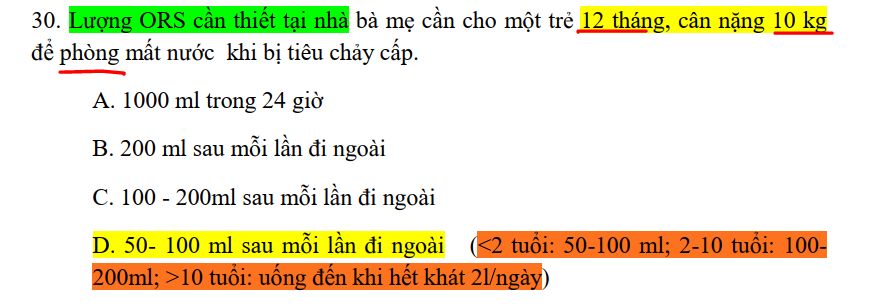 30. Lượng ORS cần thiết tại nhà bà mẹ cần cho một trẻ 12 tháng, cân nặng 10 kg
để phòng mất nước khi bị tiêu chảy cấp.
A. 1000 ml trong 24 giờ
B. 200 ml sau mỗi lần đi ngoài
C. 100 - 200ml sau mỗi lần đi ngoài
D. 50- 100 ml sau mỗi lần đi ngoài (<2 tuổi: 50-100 ml; 2-10 tuổi: 100-
200ml; >10 tuổi: uống đến khi hết khát 2l/ngày)